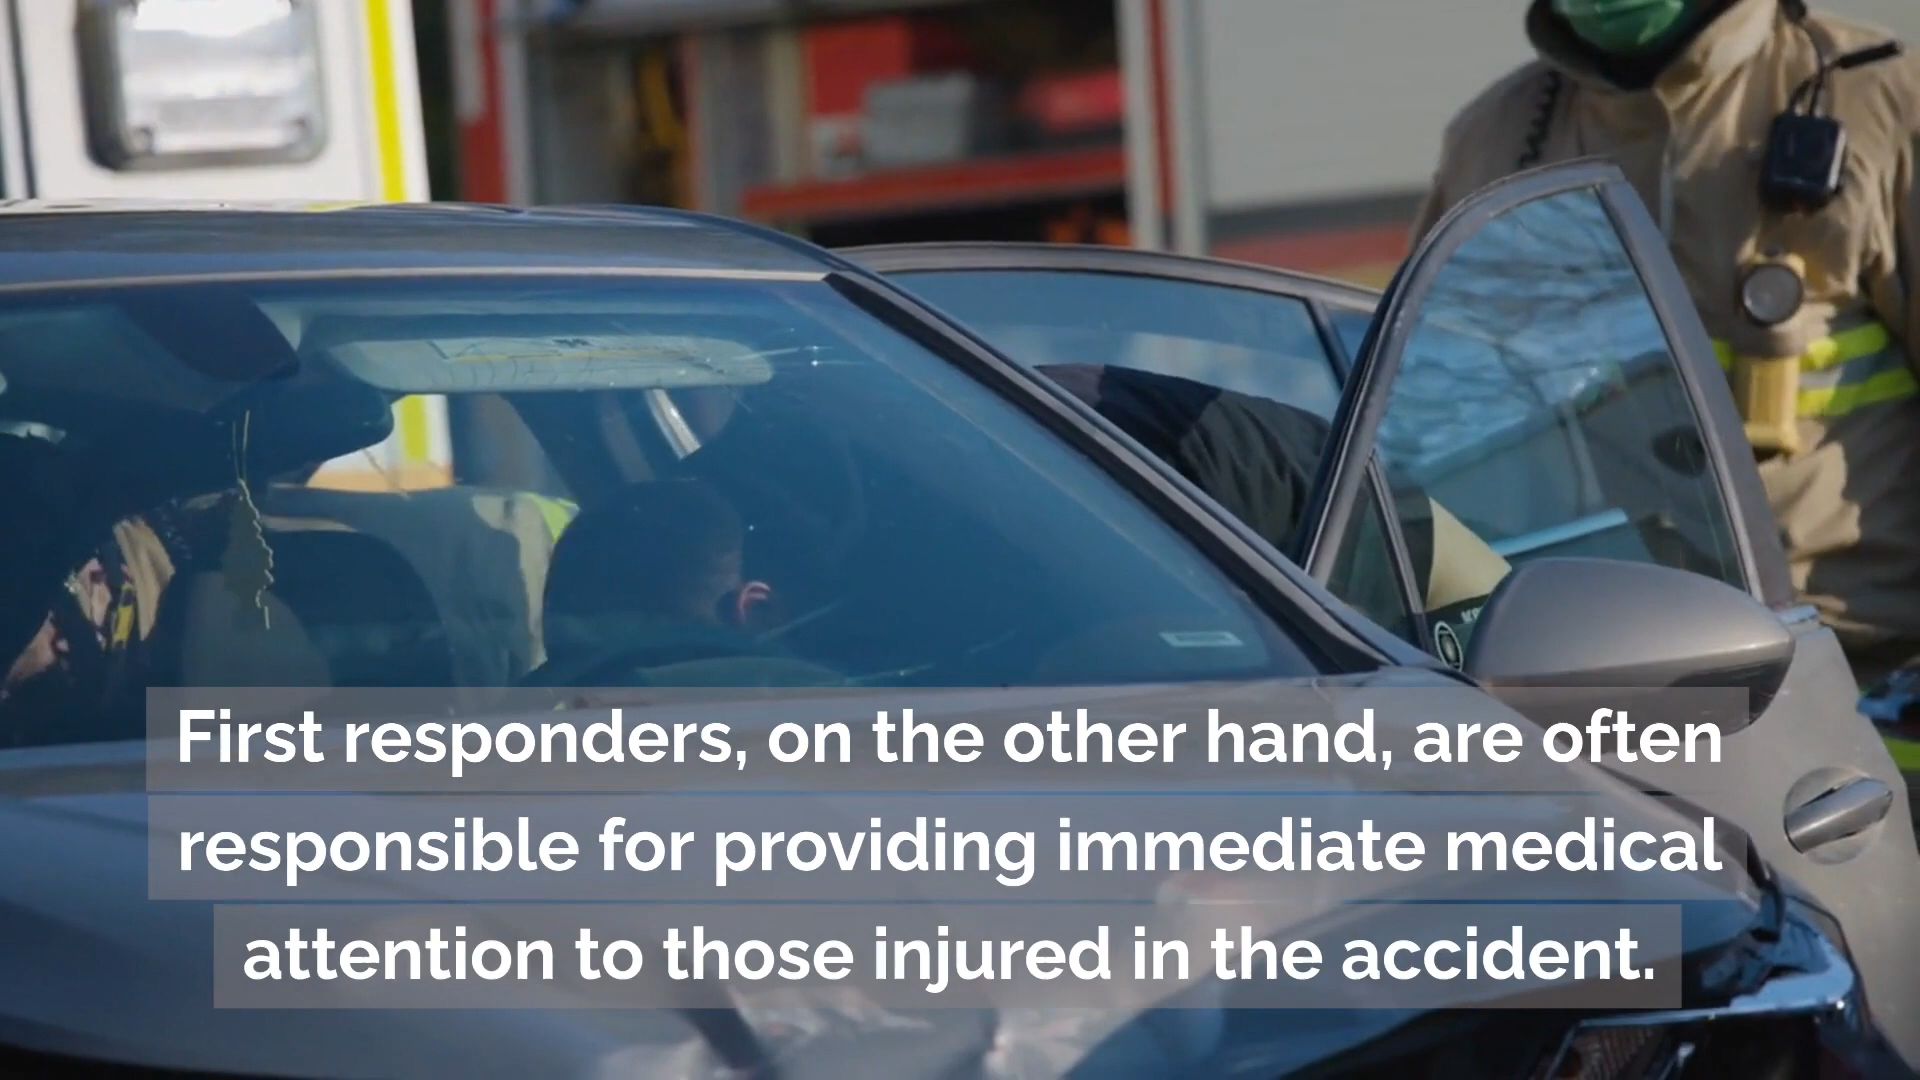 First responders, on the other hand, are often
responsible for providing immediate medical
attention to those injured in the accident.